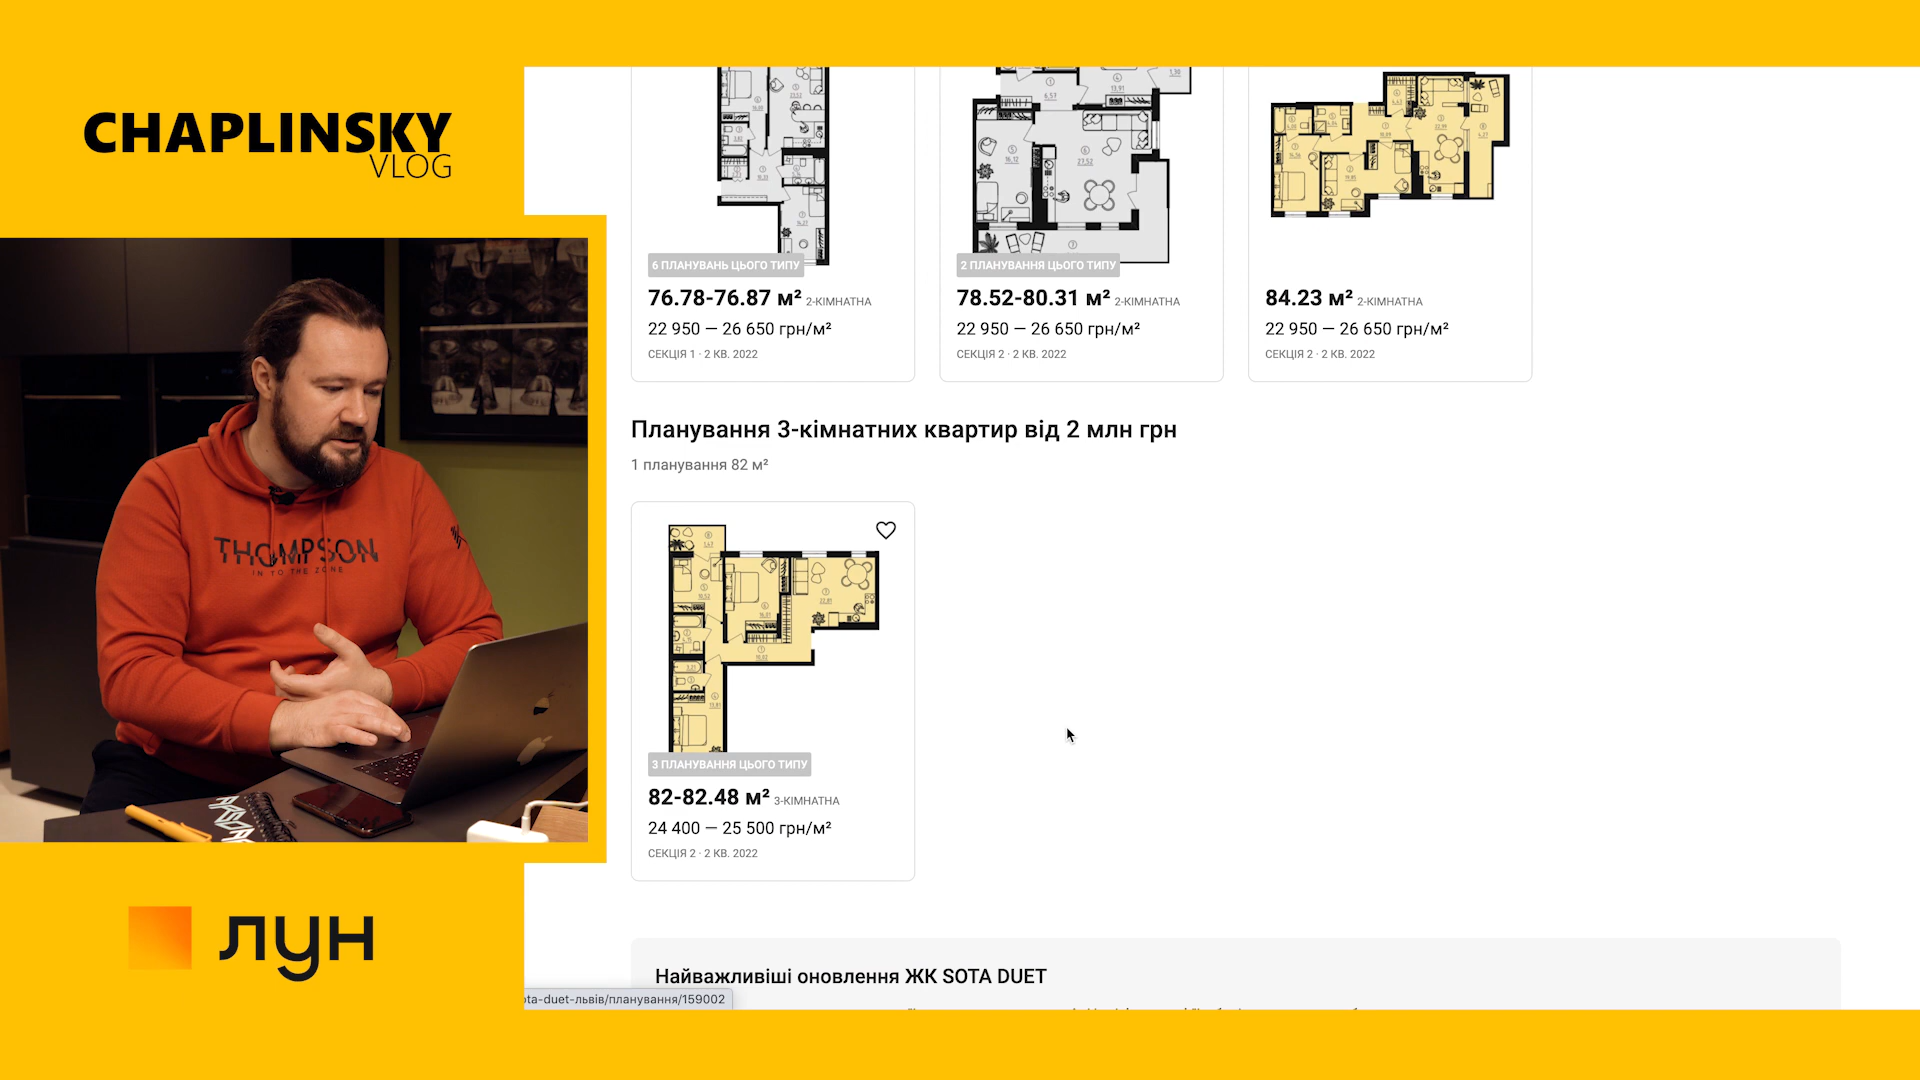 CHAPLINSKY
VLOG
THOMPSON
IN TO THE ZONE
лун
6 ПЛАНУВАНЬ ЦЬОГО ТИПУ
76.78-76.87 м² 2-КІМНАТНА
22 950 — 26 650 грн/м²
СЕКЦІЯ 1 · 2 КВ. 2022
2 ПЛАНУВАННЯ ЦЬОГО ТИПУ
78.52-80.31 м² 2-КІМНАТНА
22 950 — 26 650 грн/м²
СЕКЦІЯ 2 · 2 КВ. 2022
84.23 м² 2-КІМНАТНА
22 950 — 26 650 грн/м²
СЕКЦІЯ 2 · 2 КВ. 2022
Планування 3-кімнатних квартир від 2 млн грн
1 планування 82 м²
3 ПЛАНУВАННЯ ЦЬОГО ТИПУ
82-82.48 м² 3-КІМНАТНА
24 400 — 25 500 грн/м²
СЕКЦІЯ 2 · 2 КВ. 2022
Найважливіші оновлення ЖК SOTA DUET
ota-duet-львів/планування/159002